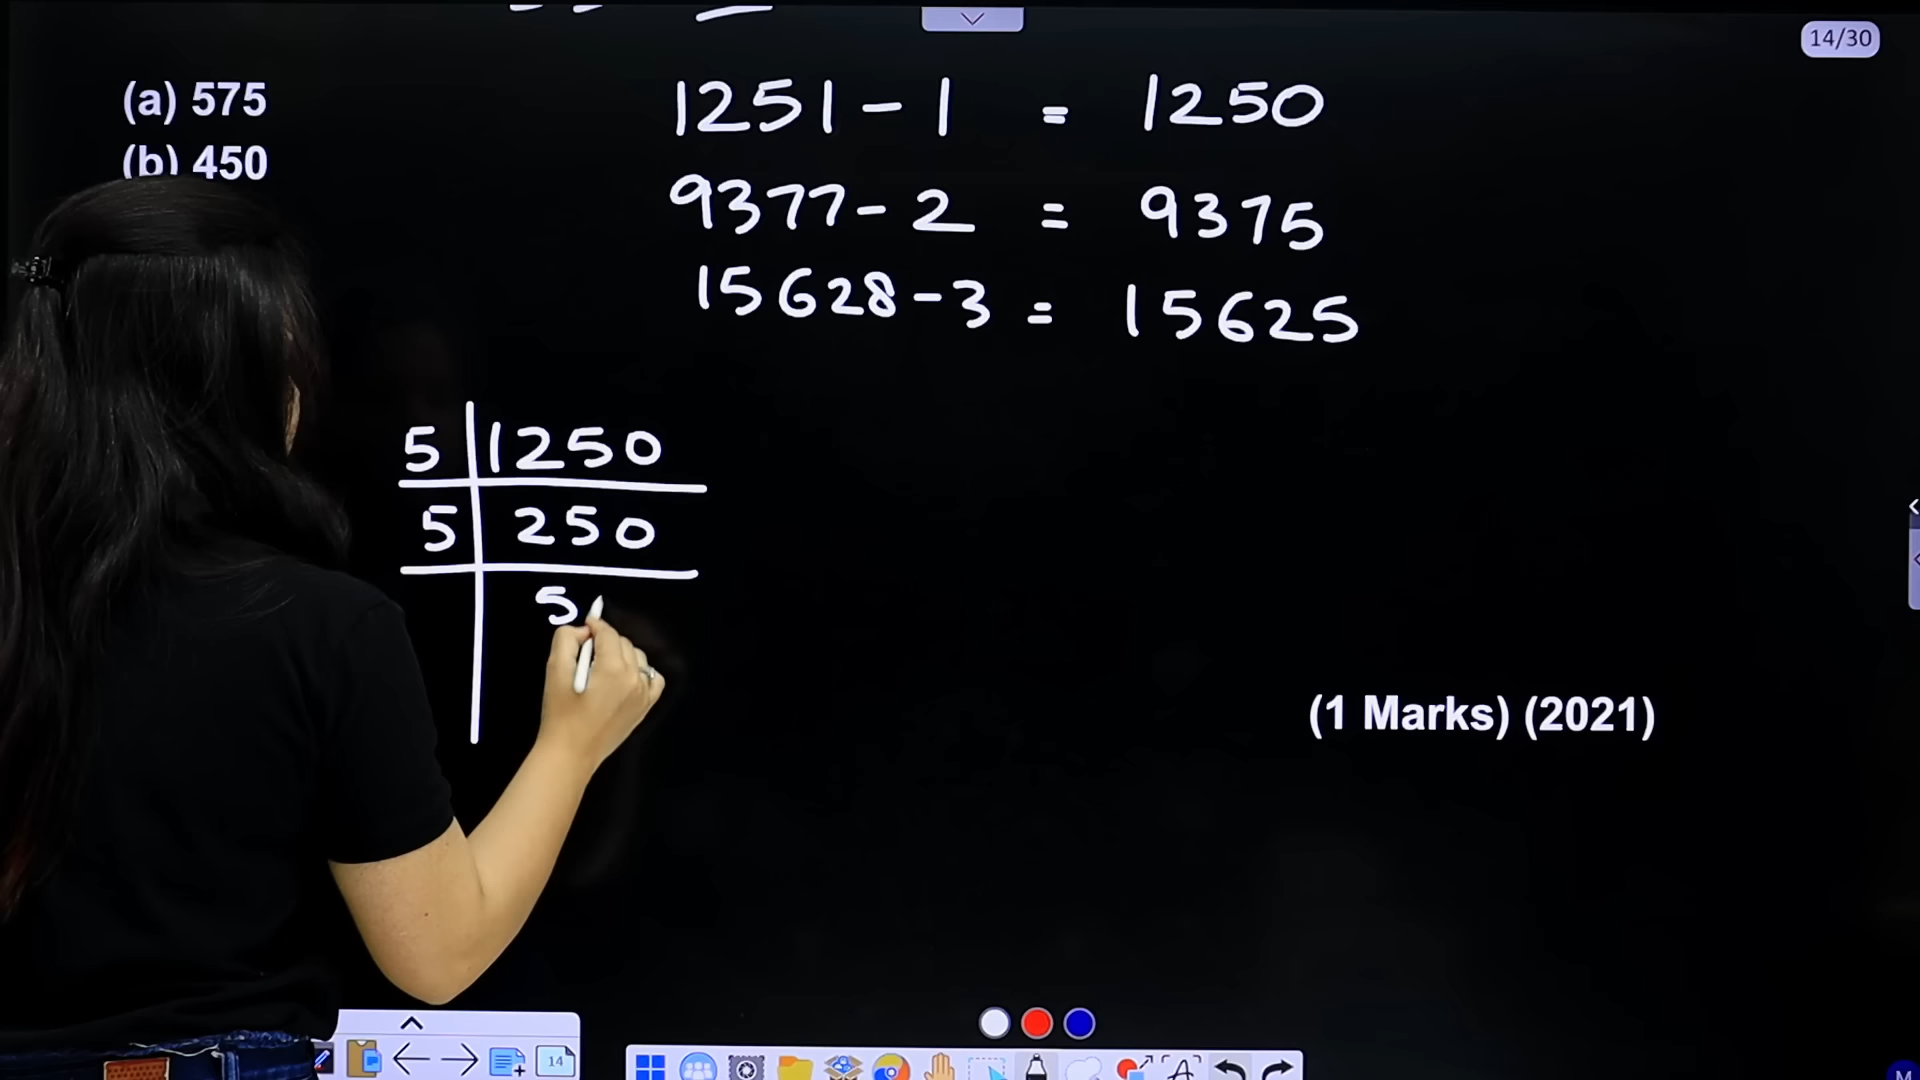 14/30
(a) 575
(b) 450
1251 - 1 = 1250
9377 - 2 = 9375
15628 - 3 = 15625
5 1250
5 250
5
(1 Marks) (2021)
14
A
M